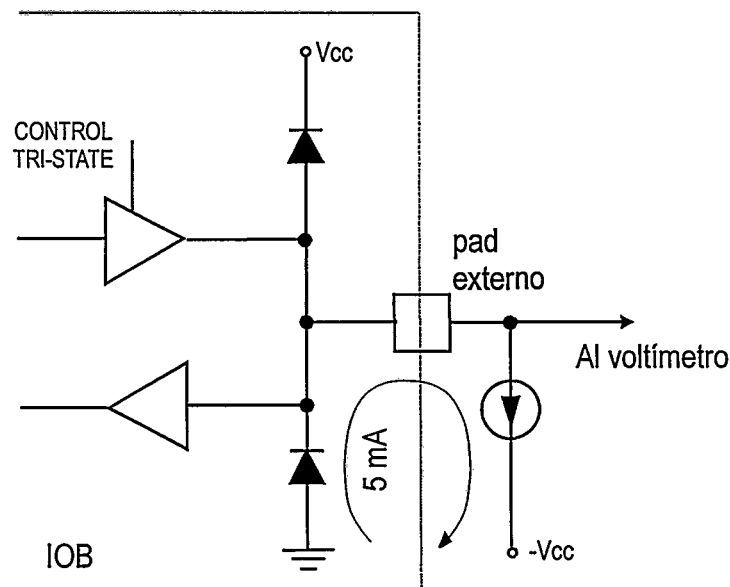 Vcc
CONTROL
TRI-STATE
pad
externo
Al voltímetro
5 mA
IOB
-Vcc